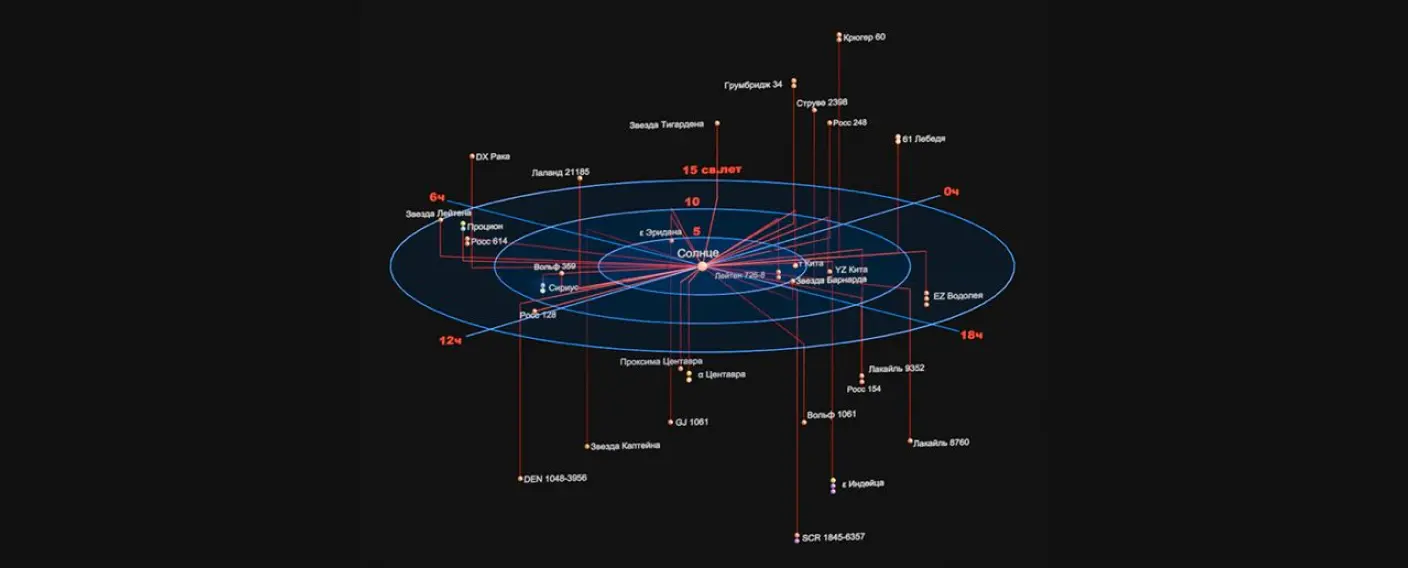 Крюгер 60
Грумбридж 34
Струве 2398
Звезда Тигардена
Росс 248
61 Лебедя
DX Рака
Лаланд 21185
15 св.лет
6ч
0ч
10
Звезда Лейтена
Процион
5
ε Эридана
Росс 614
Солнце
τ Кита
Вольф 359
YZ Кита
Лейтен 726-8
Звезда Барнарда
Сириус
EZ Водолея
Росс 128
12ч
18ч
Проксима Центавра
α Центавра
Лакайль 9352
Росс 154
Вольф 1061
GJ 1061
Лакайль 8760
Звезда Каптейна
DEN 1048-3956
ε Индейца
SCR 1845-6357